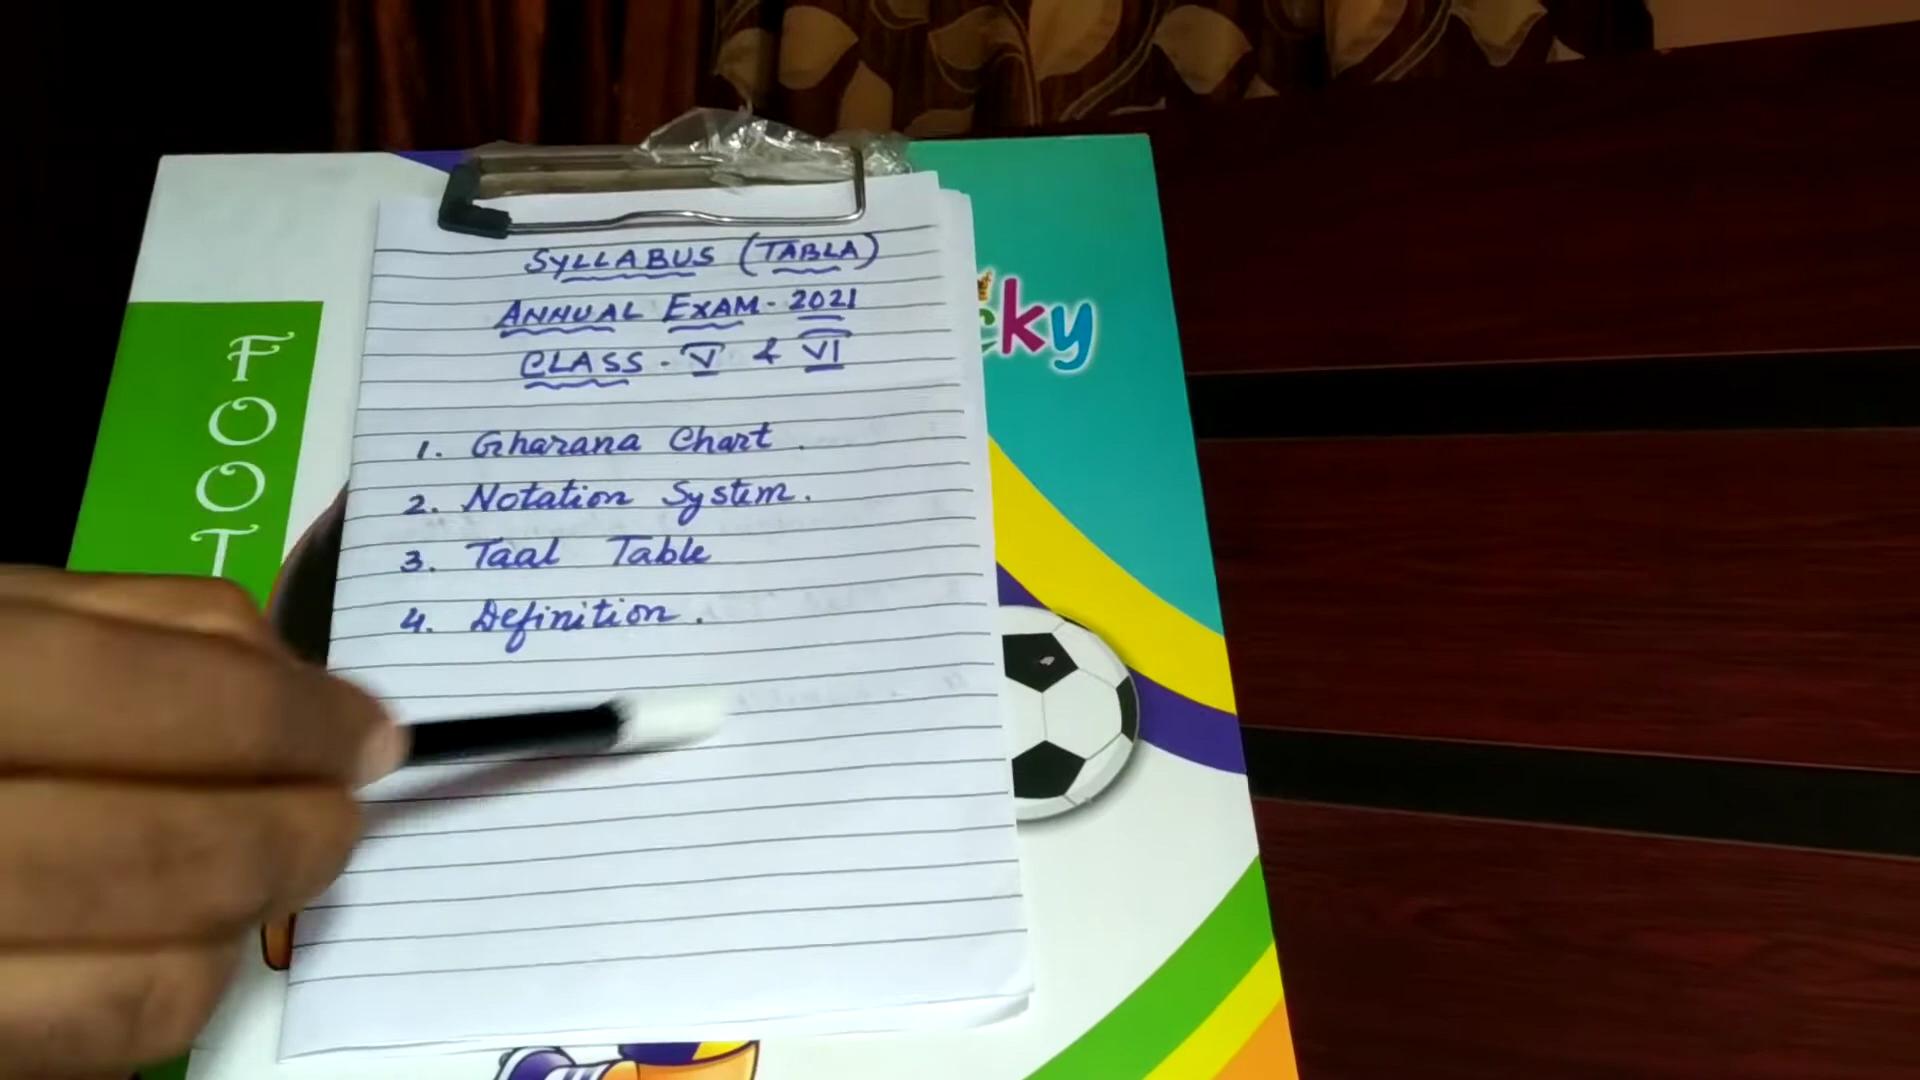 SYLLABUS (TABLA)
ANNUAL EXAM - 2021
CLASS - V & VI
1. Gharana Chart.
2. Notation System.
3. Taal Table
4. Definition.
FOOT